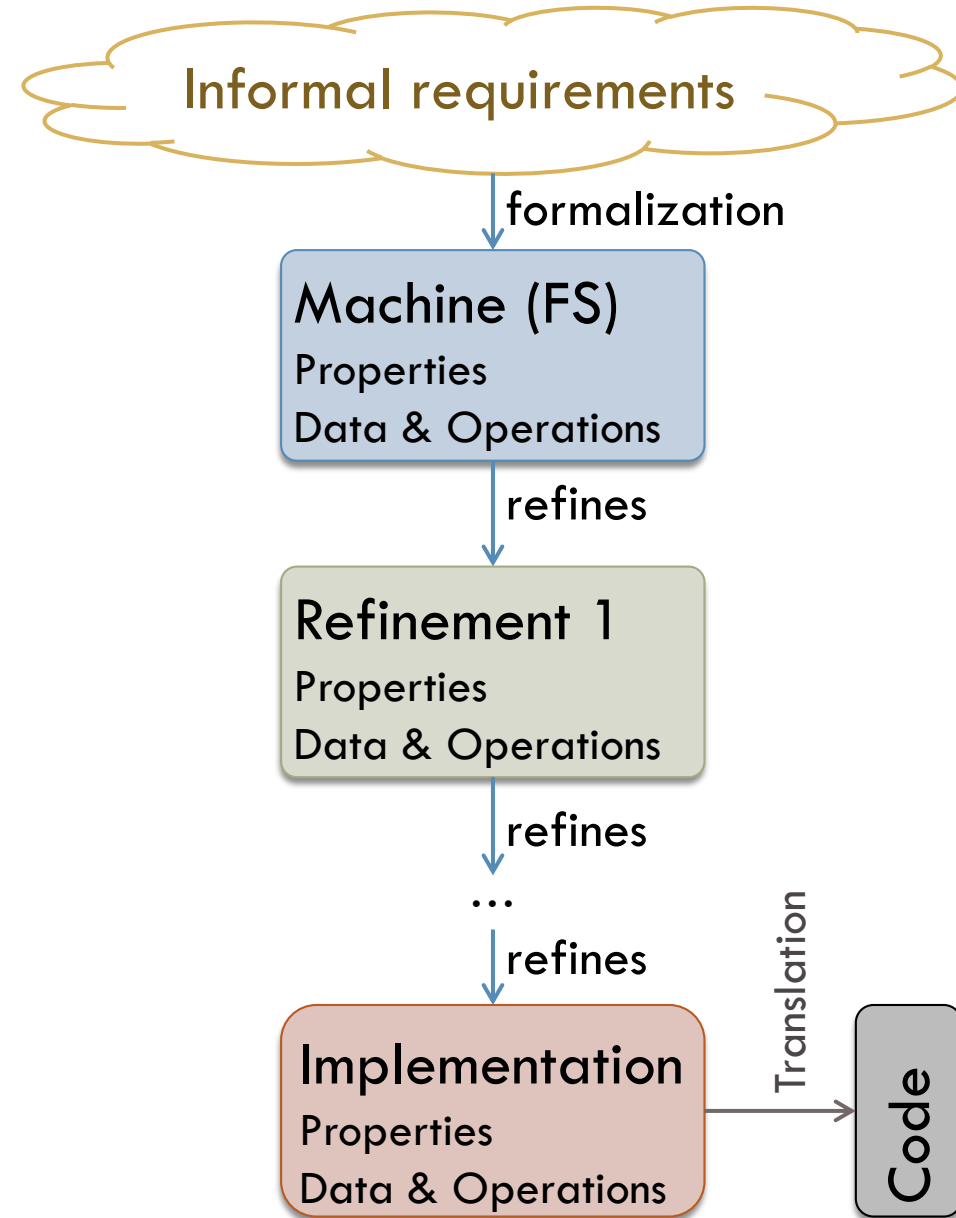 Informal requirements
formalization
Machine (FS)
Properties
Data & Operations
refines
Refinement 1
Properties
Data & Operations
refines
...
refines
Implementation
Properties
Data & Operations
Translation
Code